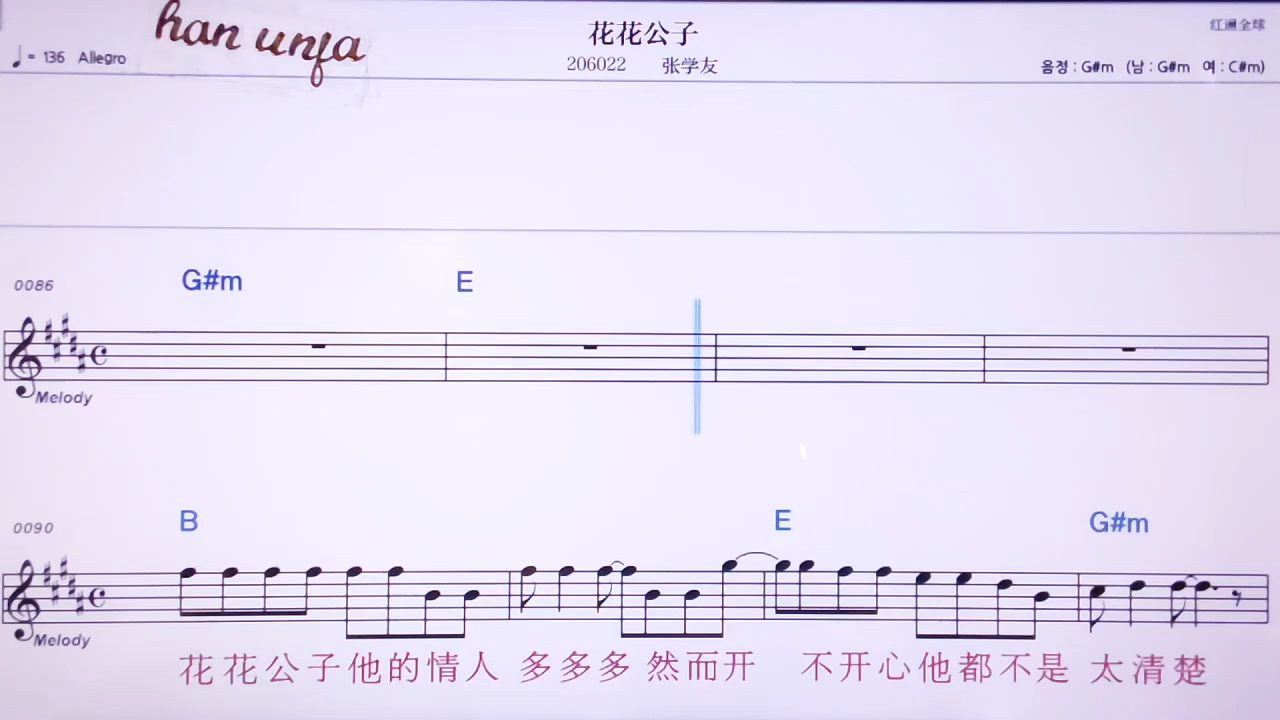 han unfa
花花公子
红遍全球
♩ = 136 Allegro
206022 张学友
음정 : G#m (남 : G#m 여 : C#m)
0086
G#m E
Melody
0090
B E G#m
Melody
花花公子他的情人 多多多 然而开 不开心他都不是 太清楚